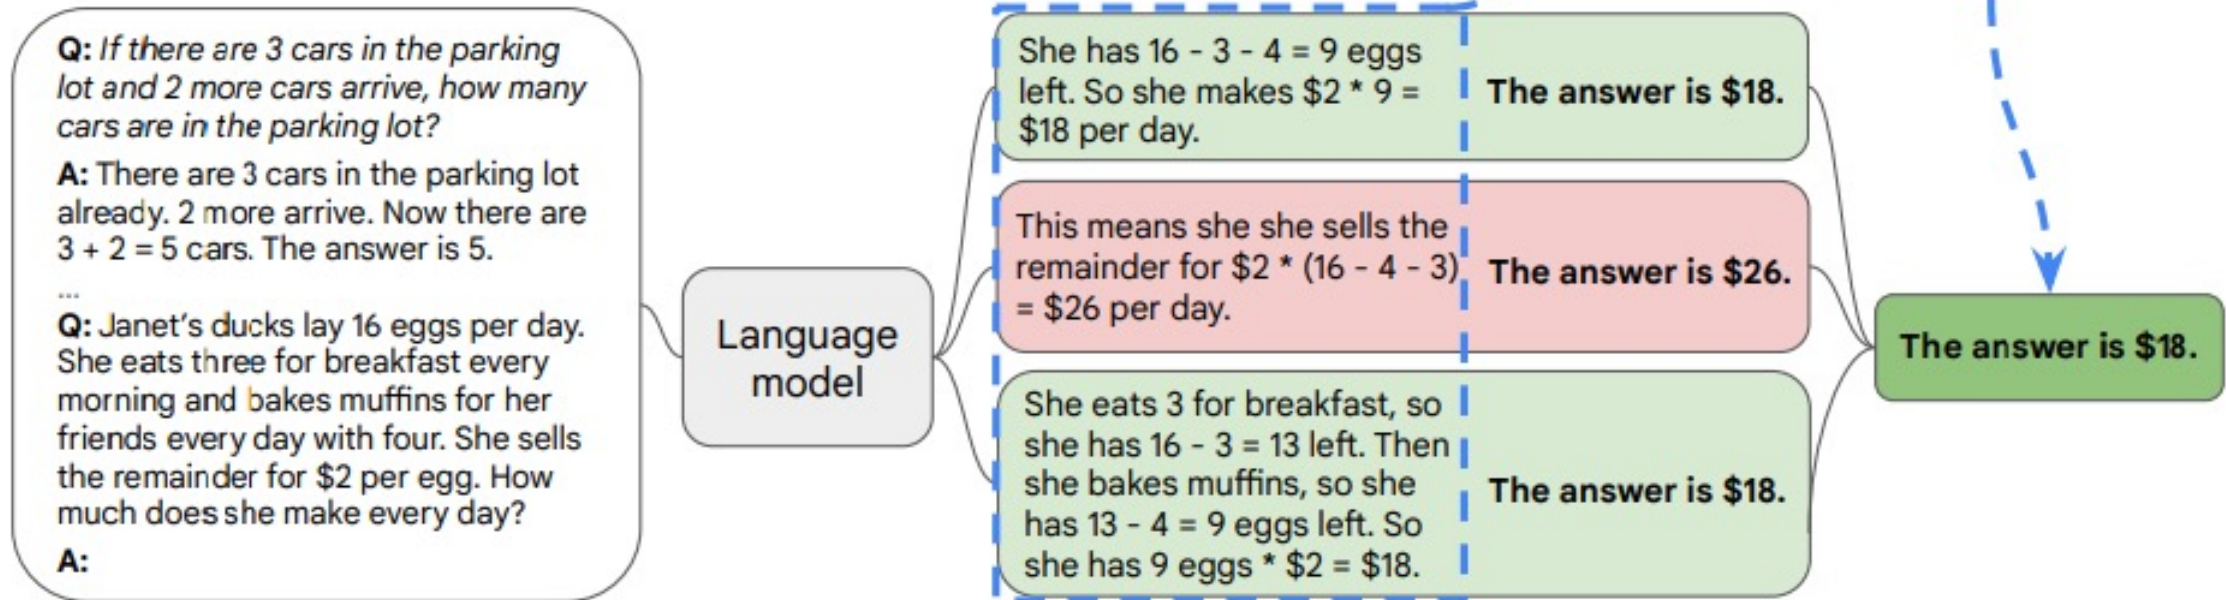 Q: If there are 3 cars in the parking
lot and 2 more cars arrive, how many
cars are in the parking lot?
A: There are 3 cars in the parking lot
already. 2 more arrive. Now there are
3 + 2 = 5 cars. The answer is 5.
...
Q: Janet's ducks lay 16 eggs per day.
She eats three for breakfast every
morning and bakes muffins for her
friends every day with four. She sells
the remainder for $2 per egg. How
much does she make every day?
A:
Language
model
She has 16 - 3 - 4 = 9 eggs
left. So she makes $2 * 9 =
$18 per day.
The answer is $18.
This means she she sells the
remainder for $2 * (16 - 4 - 3)
= $26 per day.
The answer is $26.
She eats 3 for breakfast, so
she has 16 - 3 = 13 left. Then
she bakes muffins, so she
has 13 - 4 = 9 eggs left. So
she has 9 eggs * $2 = $18.
The answer is $18.
The answer is $18.